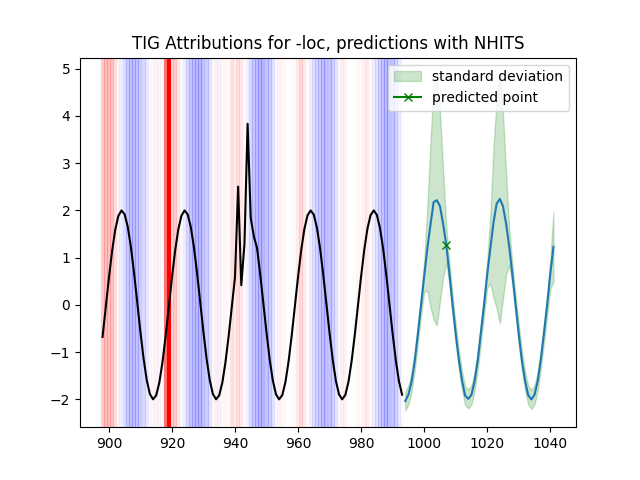 TIG Attributions for -loc, predictions with NHITS
standard deviation
predicted point
5
4
3
2
1
0
−1
−2
900 920 940 960 980 1000 1020 1040